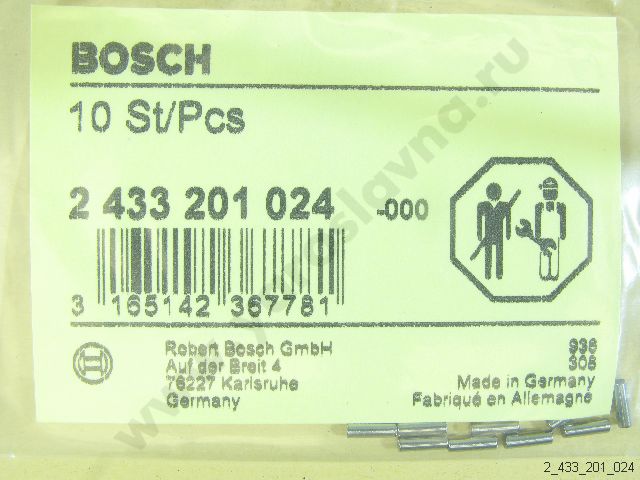 BOSCH
10 St/Pcs
2 433 201 024 -000
3 165142 367781
Robert Bosch GmbH
Auf der Breit 4
76227 Karlsruhe
Germany
936
306
Made in Germany
Fabriqué en Allemagne
2_433_201_024